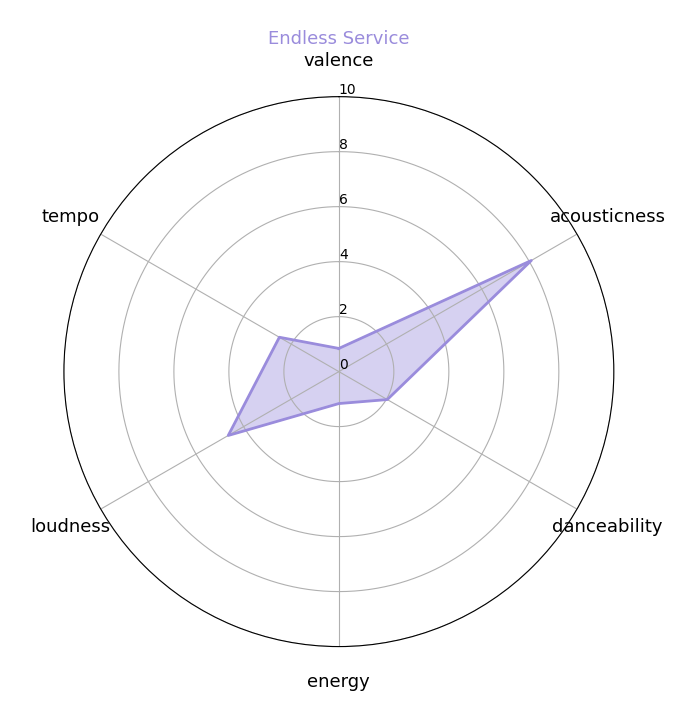 Endless Service
valence
10
8
tempo
acousticness
6
4
2
0
loudness
danceability
energy